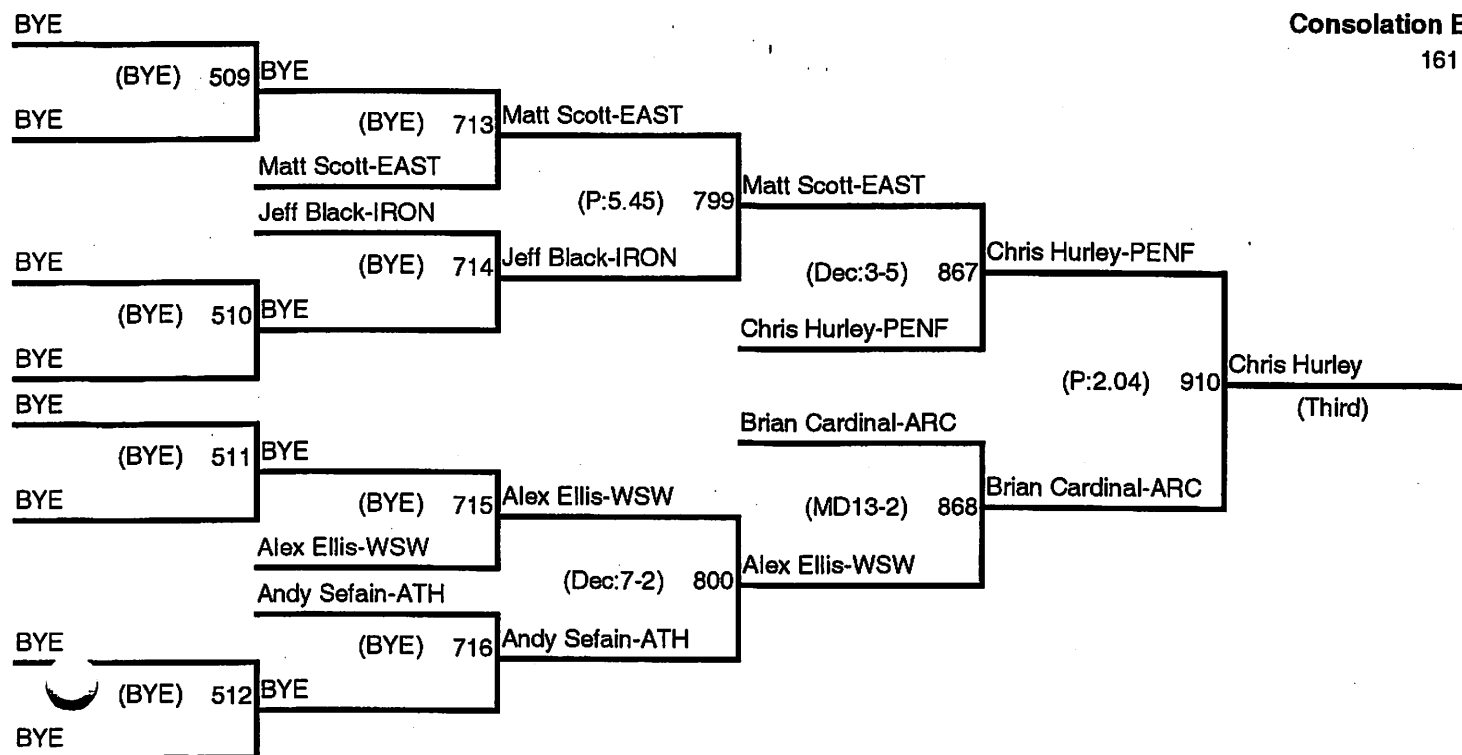 Consolation
161
BYE
(BYE) 509 BYE
BYE
(BYE) 713 Matt Scott-EAST
Matt Scott-EAST
(P:5.45) 799 Matt Scott-EAST
Jeff Black-IRON
(BYE) 714 Jeff Black-IRON
BYE
(BYE) 510 BYE
BYE
(Dec:3-5) 867 Chris Hurley-PENF
Chris Hurley-PENF
(P:2.04) 910 Chris Hurley
(Third)
BYE
(BYE) 511 BYE
BYE
(BYE) 715 Alex Ellis-WSW
Alex Ellis-WSW
Brian Cardinal-ARC
(MD13-2) 868 Brian Cardinal-ARC
(Dec:7-2) 800 Alex Ellis-WSW
Andy Sefain-ATH
(BYE) 716 Andy Sefain-ATH
BYE
(BYE) 512 BYE
BYE